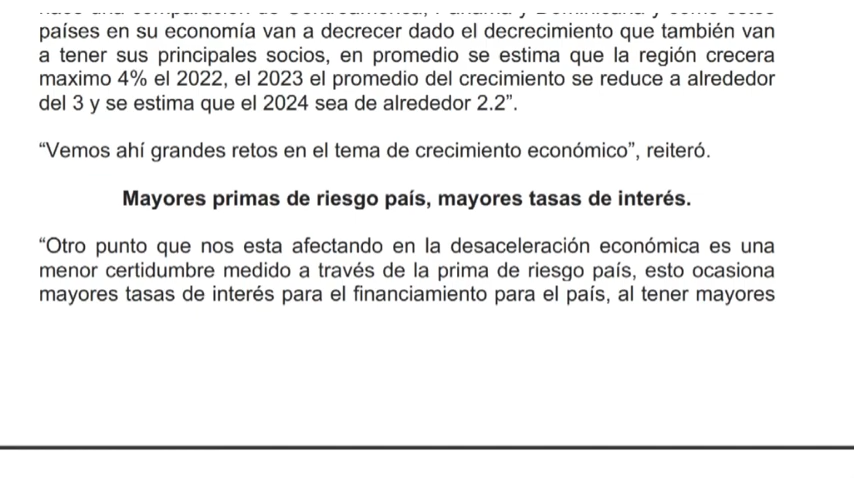 países en su economía van a decrecer dado el decrecimiento que también van
a tener sus principales socios, en promedio se estima que la región crecera
maximo 4% el 2022, el 2023 el promedio del crecimiento se reduce a alrededor
del 3 y se estima que el 2024 sea de alrededor 2.2”.
“Vemos ahí grandes retos en el tema de crecimiento económico”, reiteró.
Mayores primas de riesgo país, mayores tasas de interés.
“Otro punto que nos esta afectando en la desaceleración económica es una
menor certidumbre medido a través de la prima de riesgo país, esto ocasiona
mayores tasas de interés para el financiamiento para el país, al tener mayores